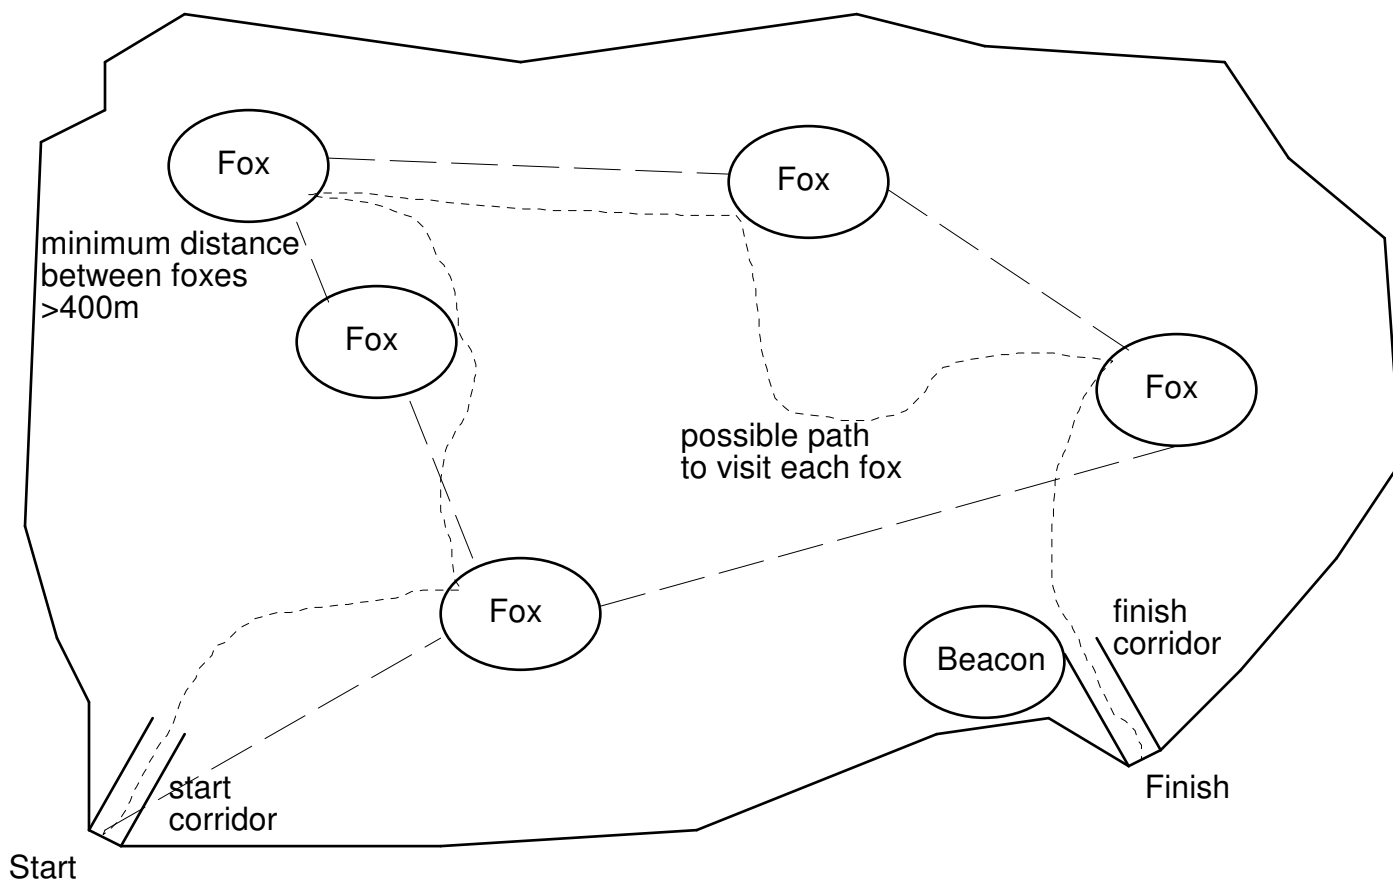 Fox
Fox
minimum distance
between foxes
>400m
Fox
Fox
possible path
to visit each fox
Fox
finish
corridor
Beacon
start
corridor
Finish
Start